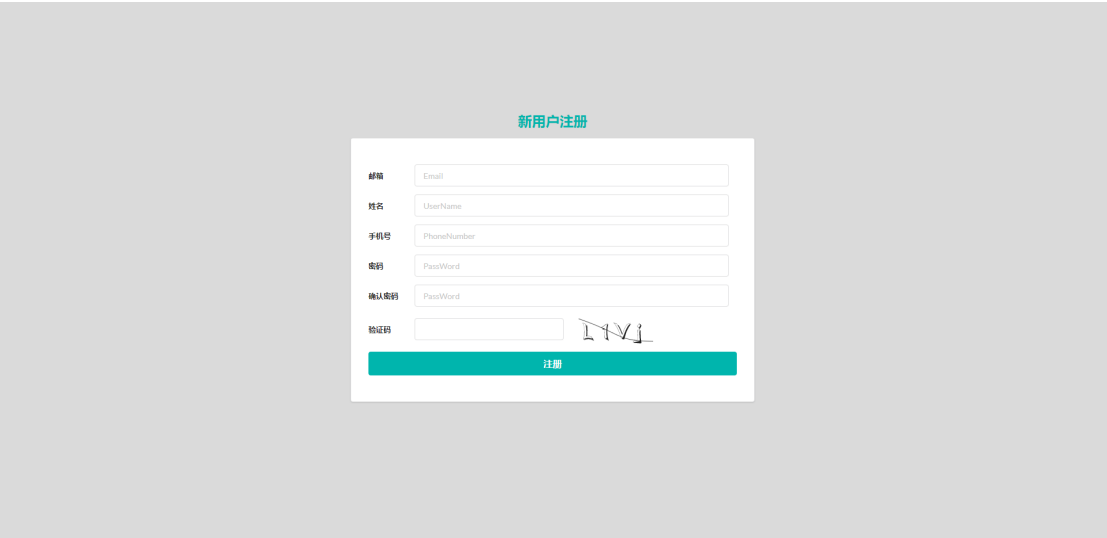 新用户注册
邮箱 Email
姓名 UserName
手机号 PhoneNumber
密码 PassWord
确认密码 PassWord
验证码
注册